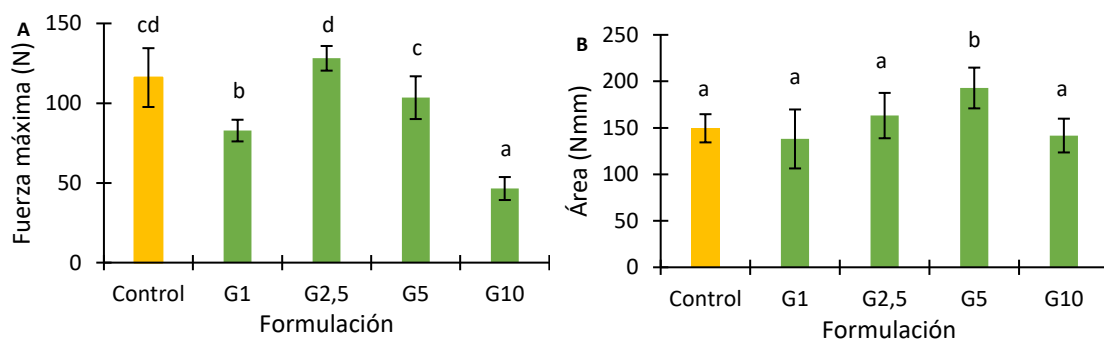 A
Fuerza máxima (N)
150
100
50
0
cd
b
d
c
a
Control G1 G2,5 G5 G10
Formulación
B
Área (Nmm)
250
200
150
100
50
0
a
a
a
b
a
Control G1 G2,5 G5 G10
Formulación